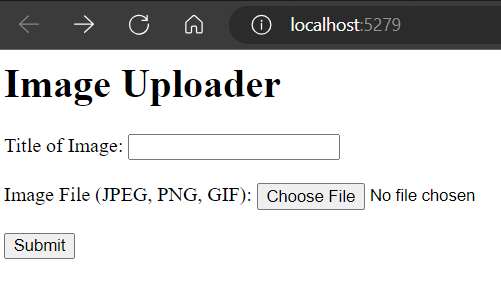 localhost:5279
Image Uploader
Title of Image:
Image File (JPEG, PNG, GIF): Choose File No file chosen
Submit